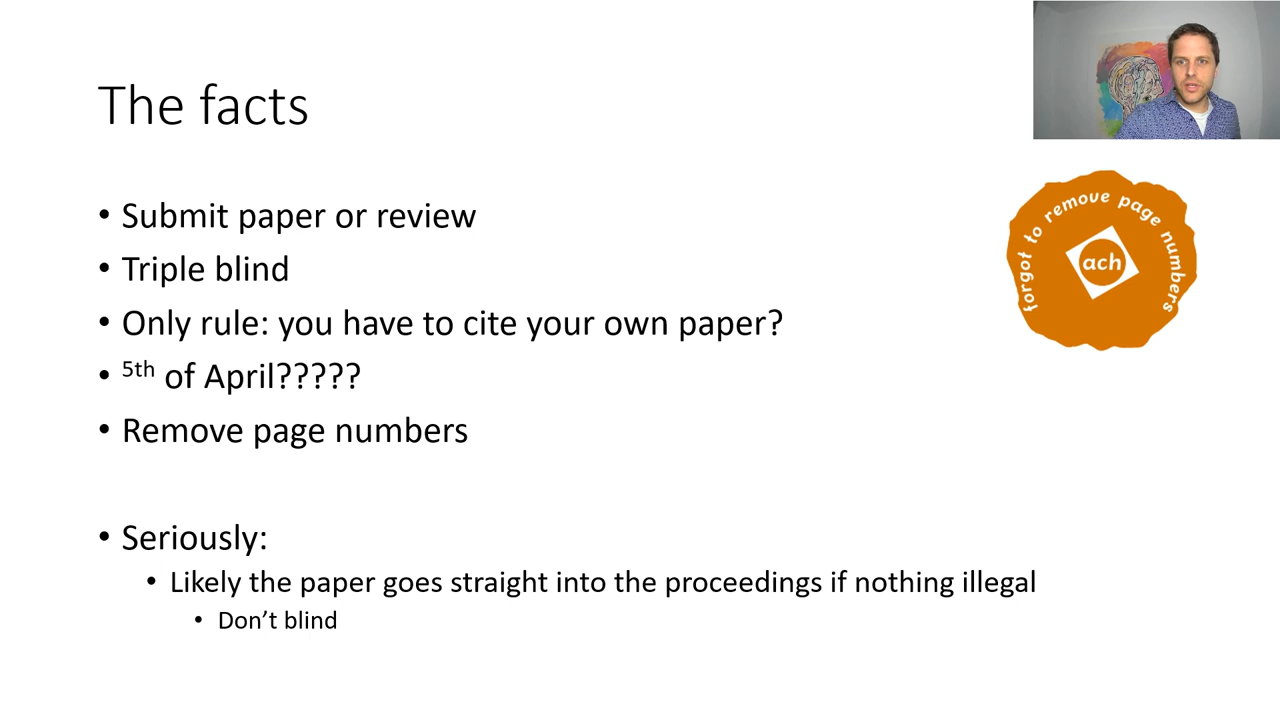 The facts
• Submit paper or review
• Triple blind
• Only rule: you have to cite your own paper?
• 5th of April?????
• Remove page numbers
• Seriously:
• Likely the paper goes straight into the proceedings if nothing illegal
• Don’t blind
forgot to remove page numbers
ach